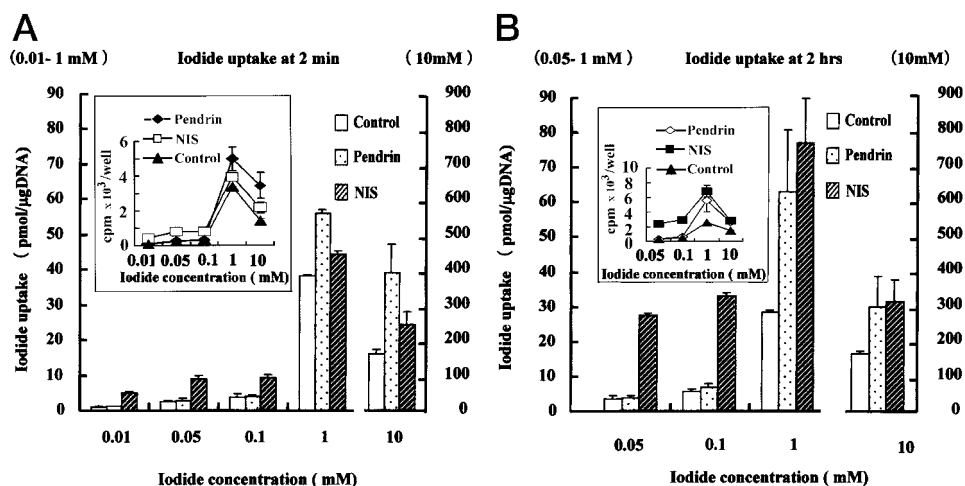 A
(0.01- 1 mM) Iodide uptake at 2 min (10mM)
Iodide uptake ( pmol/μgDNA)
90
80
70
60
50
40
30
20
10
0
900
800
700
600
500
400
300
200
100
0
Control
Pendrin
NIS
Pendrin
NIS
Control
cpm x 10³/well
6
4
2
0
0.01 0.05 0.1 1 10
Iodide concentration ( mM)
0.01 0.05 0.1 1 10
Iodide concentration ( mM)
B
(0.05- 1 mM) Iodide uptake at 2 hrs (10mM)
Iodide uptake ( pmol/μgDNA)
90
80
70
60
50
40
30
20
10
0
900
800
700
600
500
400
300
200
100
0
Control
Pendrin
NIS
Pendrin
NIS
Control
cpm x 10³/well
10
8
6
4
2
0
0.05 0.1 1 10
Iodide concentration ( mM)
0.05 0.1 1 10
Iodide concentration ( mM)